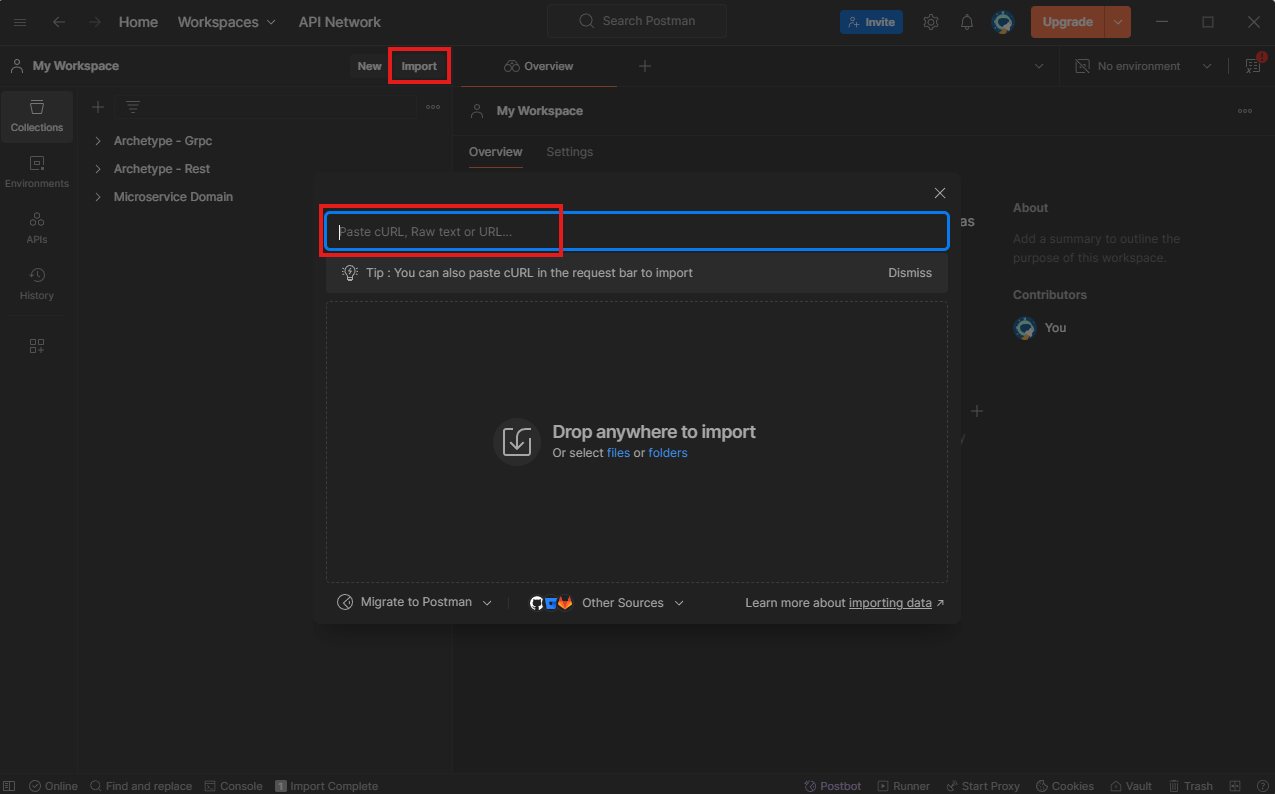 Home Workspaces API Network Search Postman Invite Upgrade
My Workspace New Import Overview No environment
Collections
Environments
APIs
History
Archetype - Grpc
Archetype - Rest
Microservice Domain
My Workspace
Overview Settings
as
About
Add a summary to outline the
purpose of this workspace.
Contributors
You
Paste cURL, Raw text or URL...
Tip : You can also paste cURL in the request bar to import Dismiss
Drop anywhere to import
Or select files or folders
Migrate to Postman Other Sources Learn more about importing data ↗
Online Find and replace Console 1 Import Complete Postbot Runner Start Proxy Cookies Vault Trash